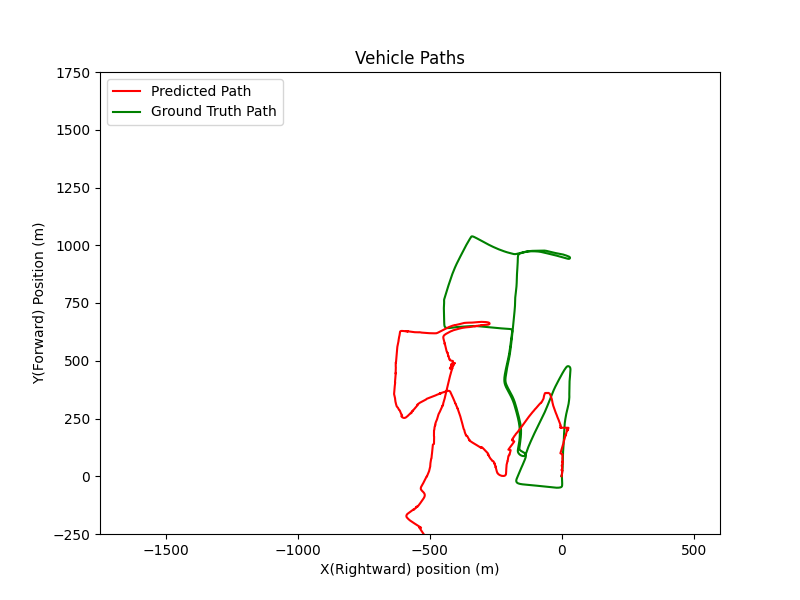 Vehicle Paths
Predicted Path
Ground Truth Path
1750
1500
1250
1000
750
500
250
0
−250
Y(Forward) Position (m)
−1500
−1000
−500
0
500
X(Rightward) position (m)